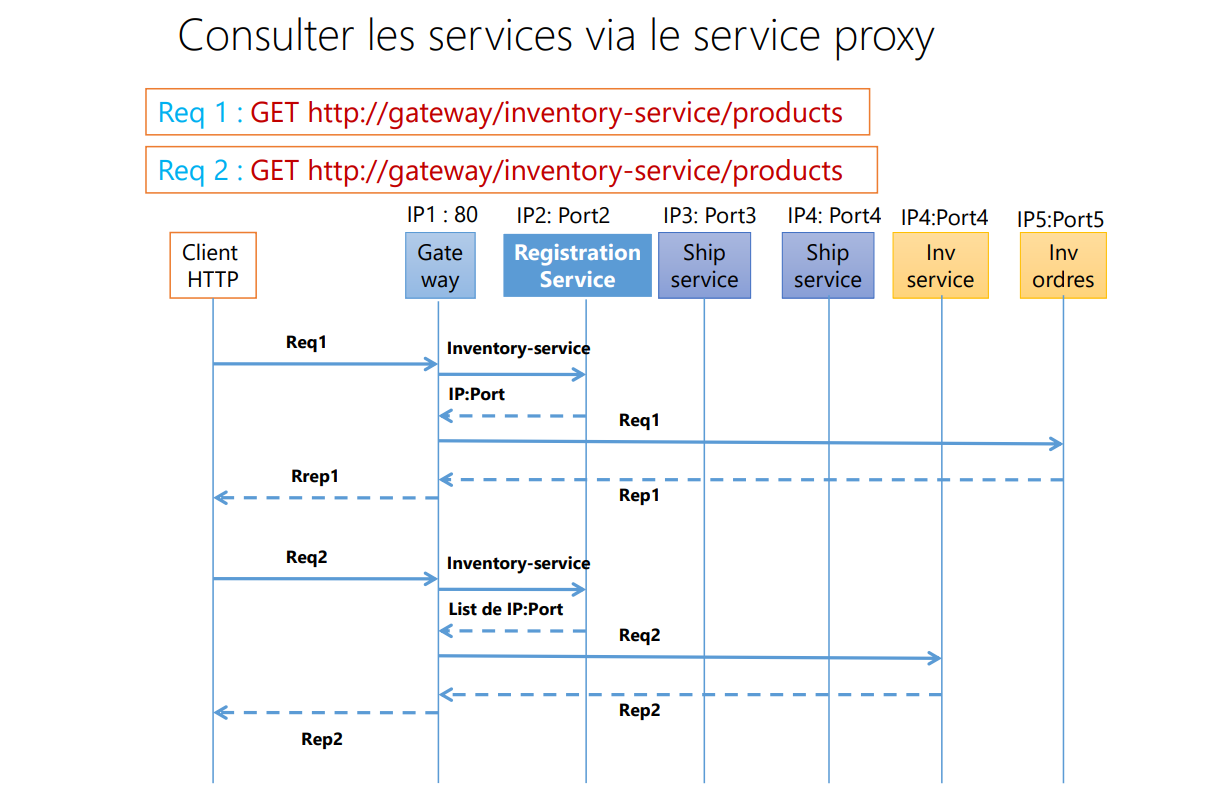 Consulter les services via le service proxy
Req 1 : GET http://gateway/inventory-service/products
Req 2 : GET http://gateway/inventory-service/products
IP1 : 80
IP2: Port2
IP3: Port3
IP4: Port4
IP4:Port4
IP5:Port5
Client
HTTP
Gate
way
Registration
Service
Ship
service
Ship
service
Inv
service
Inv
ordres
Req1
Inventory-service
IP:Port
Req1
Rrep1
Rep1
Req2
Inventory-service
List de IP:Port
Req2
Rep2
Rep2